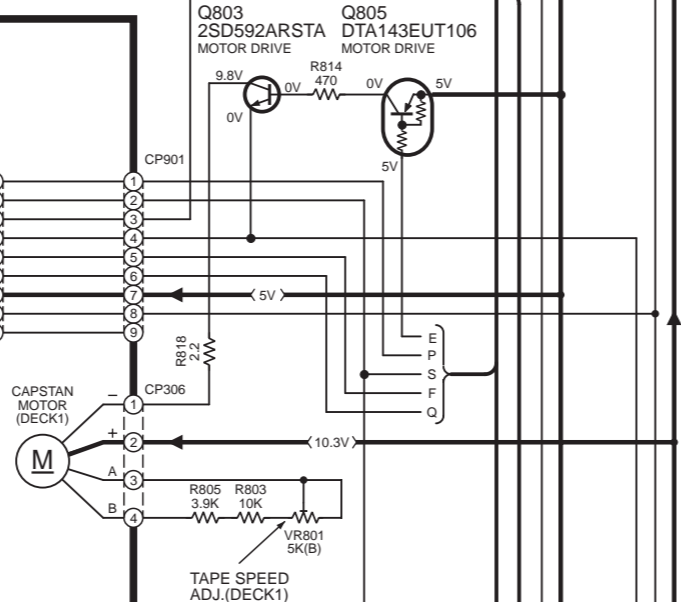 Q803
2SD592ARSTA
MOTOR DRIVE
Q805
DTA143EUT106
MOTOR DRIVE
9.8V
0V
0V
R814
470
0V
5V
5V
CP901
1
2
3
4
5
6
7
8
9
5V
R818
2.2
E
P
S
F
Q
CAPSTAN
MOTOR
(DECK1)
CP306
− 1
+ 2
A 3
B 4
M
10.3V
R805
3.9K
R803
10K
VR801
5K(B)
TAPE SPEED
ADJ.(DECK1)